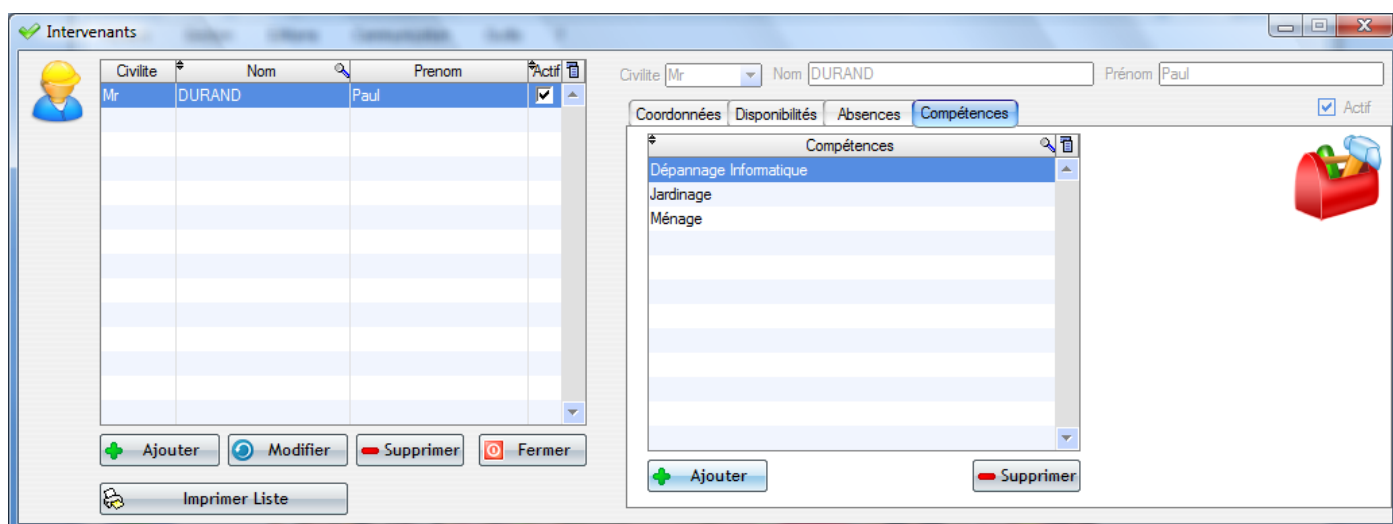 Intervenants
Civilite Nom Prenom Actif
Mr DURAND Paul
Ajouter Modifier Supprimer Fermer
Imprimer Liste
Civilite Mr Nom DURAND Prénom Paul
Actif
Coordonnées Disponibilités Absences Compétences
Compétences
Dépannage Informatique
Jardinage
Ménage
Ajouter Supprimer